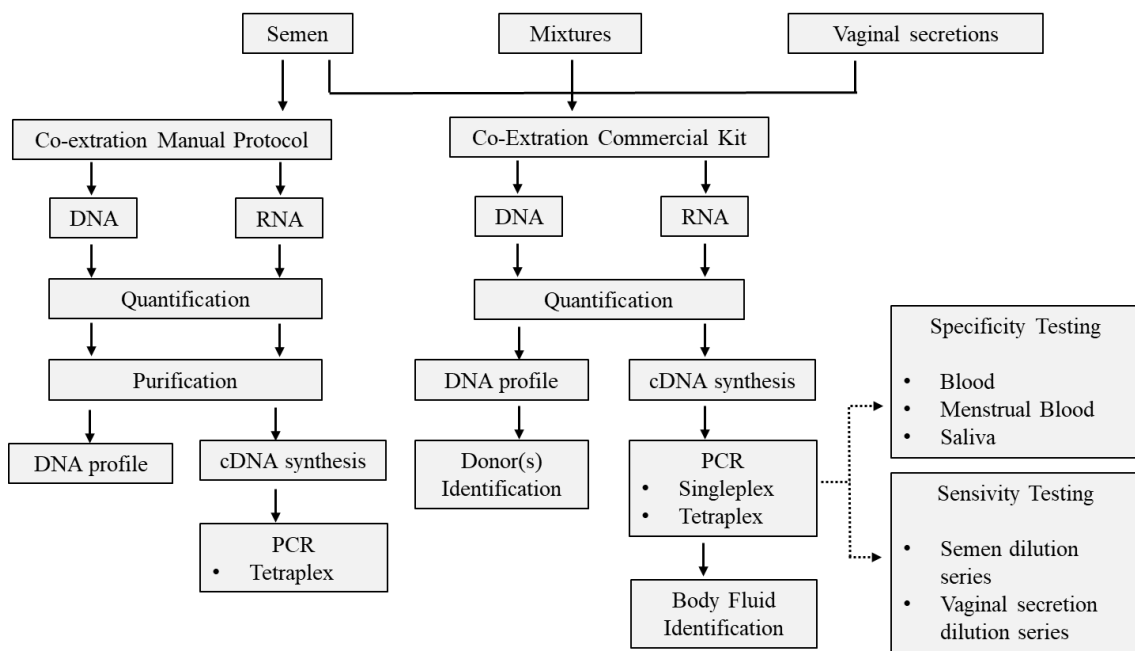 Semen
Mixtures
Vaginal secretions
Co-extration Manual Protocol
Co-Extration Commercial Kit
DNA
RNA
DNA
RNA
Quantification
Quantification
Purification
DNA profile
cDNA synthesis
DNA profile
cDNA synthesis
PCR
• Tetraplex
Donor(s)
Identification
PCR
• Singleplex
• Tetraplex
Body Fluid
Identification
Specificity Testing
• Blood
• Menstrual Blood
• Saliva
Sensivity Testing
• Semen dilution
series
• Vaginal secretion
dilution series